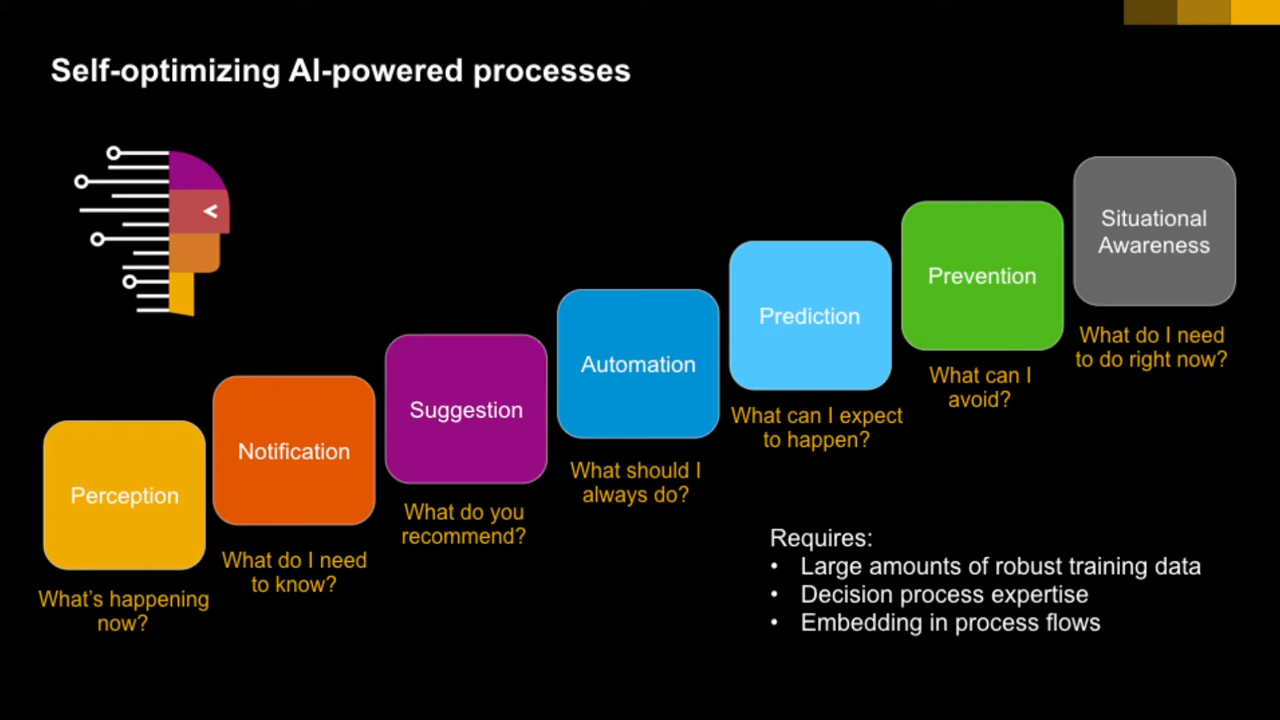 Self-optimizing AI-powered processes
Perception
What's happening
now?
Notification
What do I need
to know?
Suggestion
What do you
recommend?
Automation
What should I
always do?
Prediction
What can I expect
to happen?
Prevention
What can I
avoid?
Situational
Awareness
What do I need
to do right now?
Requires:
• Large amounts of robust training data
• Decision process expertise
• Embedding in process flows